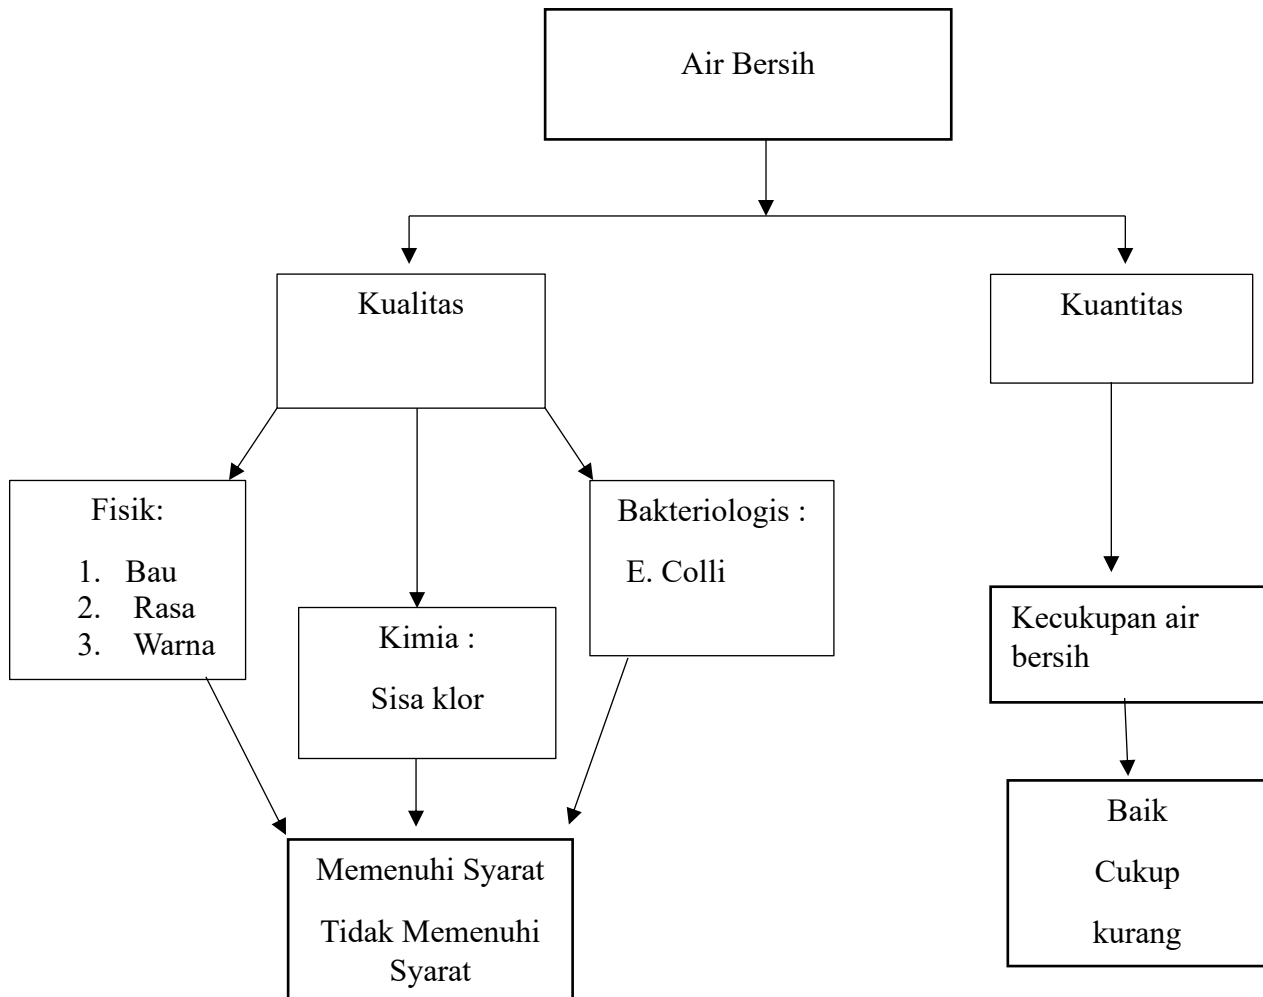 Air Bersih
Kualitas
Kuantitas
Fisik:
1. Bau
2. Rasa
3. Warna
Kimia :
Sisa klor
Bakteriologis :
E. Colli
Kecukupan air
bersih
Memenuhi Syarat
Tidak Memenuhi
Syarat
Baik
Cukup
kurang